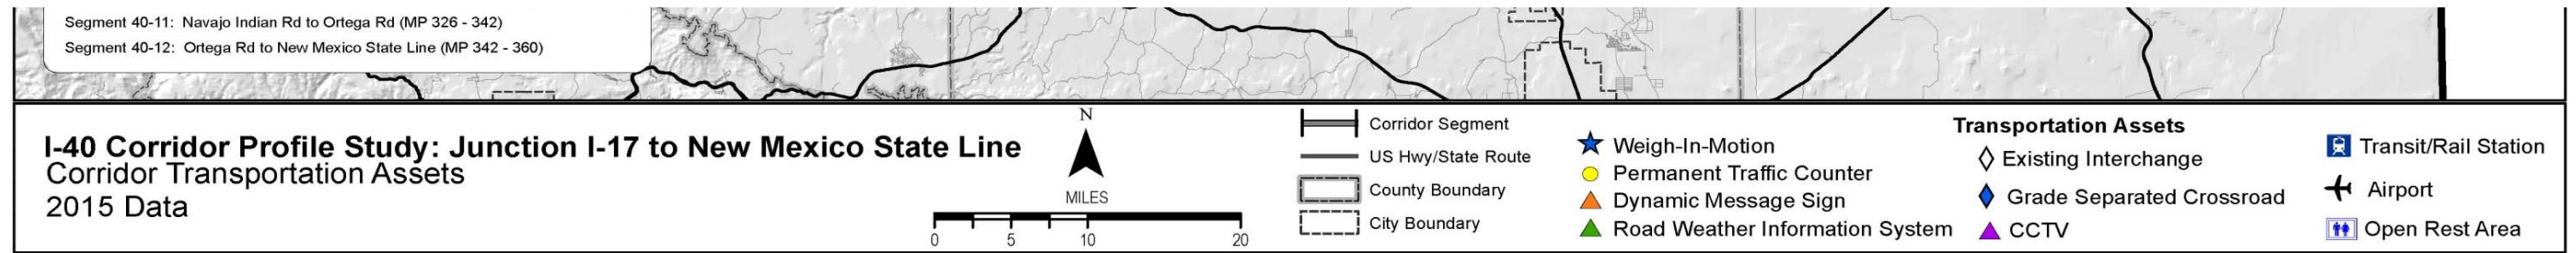 Segment 40-11: Navajo Indian Rd to Ortega Rd (MP 326 - 342)
Segment 40-12: Ortega Rd to New Mexico State Line (MP 342 - 360)
I-40 Corridor Profile Study: Junction I-17 to New Mexico State Line
Corridor Transportation Assets
2015 Data
N
MILES
0 5 10 20
Corridor Segment
US Hwy/State Route
County Boundary
City Boundary
Transportation Assets
Weigh-In-Motion
Permanent Traffic Counter
Dynamic Message Sign
Road Weather Information System
Existing Interchange
Grade Separated Crossroad
CCTV
Transit/Rail Station
Airport
Open Rest Area